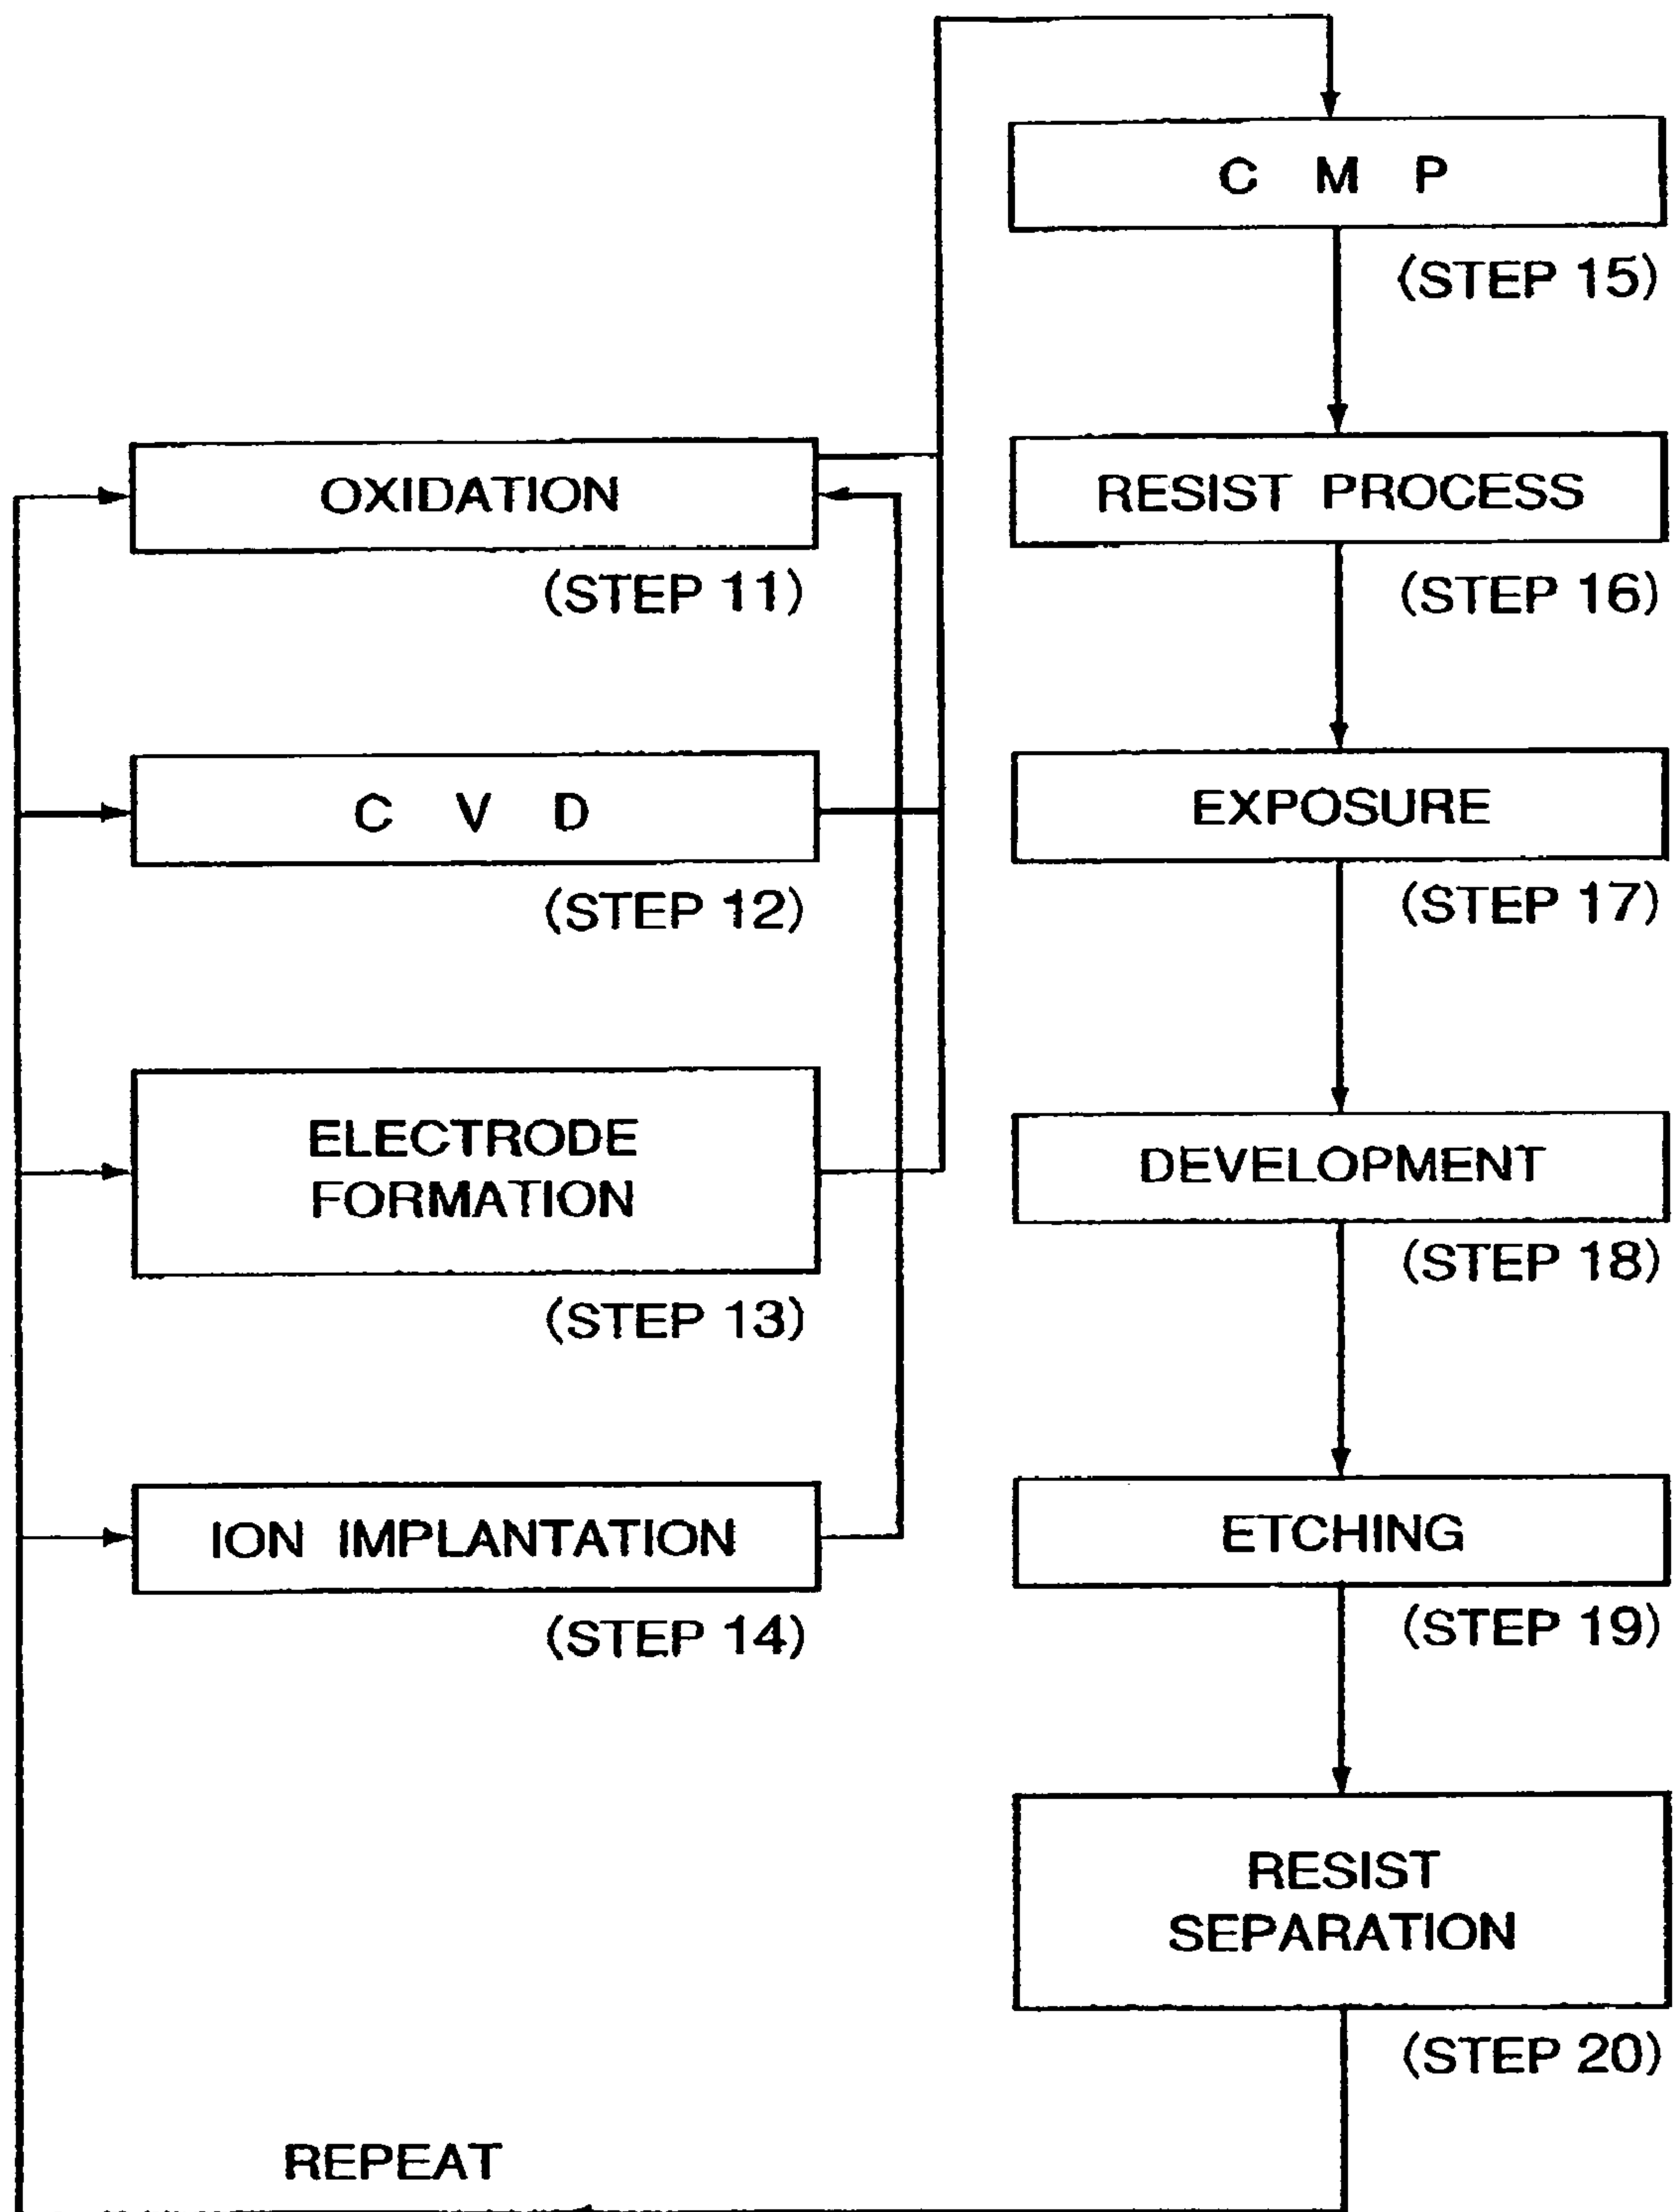 OXIDATION
(STEP 11)
C V D
(STEP 12)
ELECTRODE
FORMATION
(STEP 13)
ION IMPLANTATION
(STEP 14)
C M P
(STEP 15)
RESIST PROCESS
(STEP 16)
EXPOSURE
(STEP 17)
DEVELOPMENT
(STEP 18)
ETCHING
(STEP 19)
RESIST
SEPARATION
(STEP 20)
REPEAT